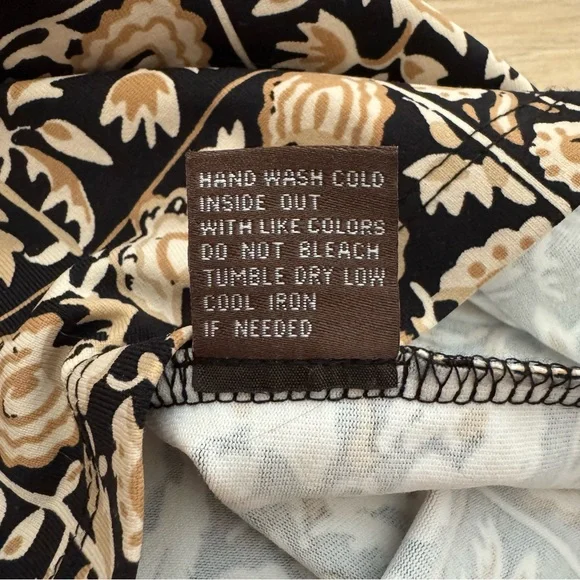 HAND WASH COLD
INSIDE OUT
WITH LIKE COLORS
DO NOT BLEACH
TUMBLE DRY LOW
COOL IRON
IF NEEDED